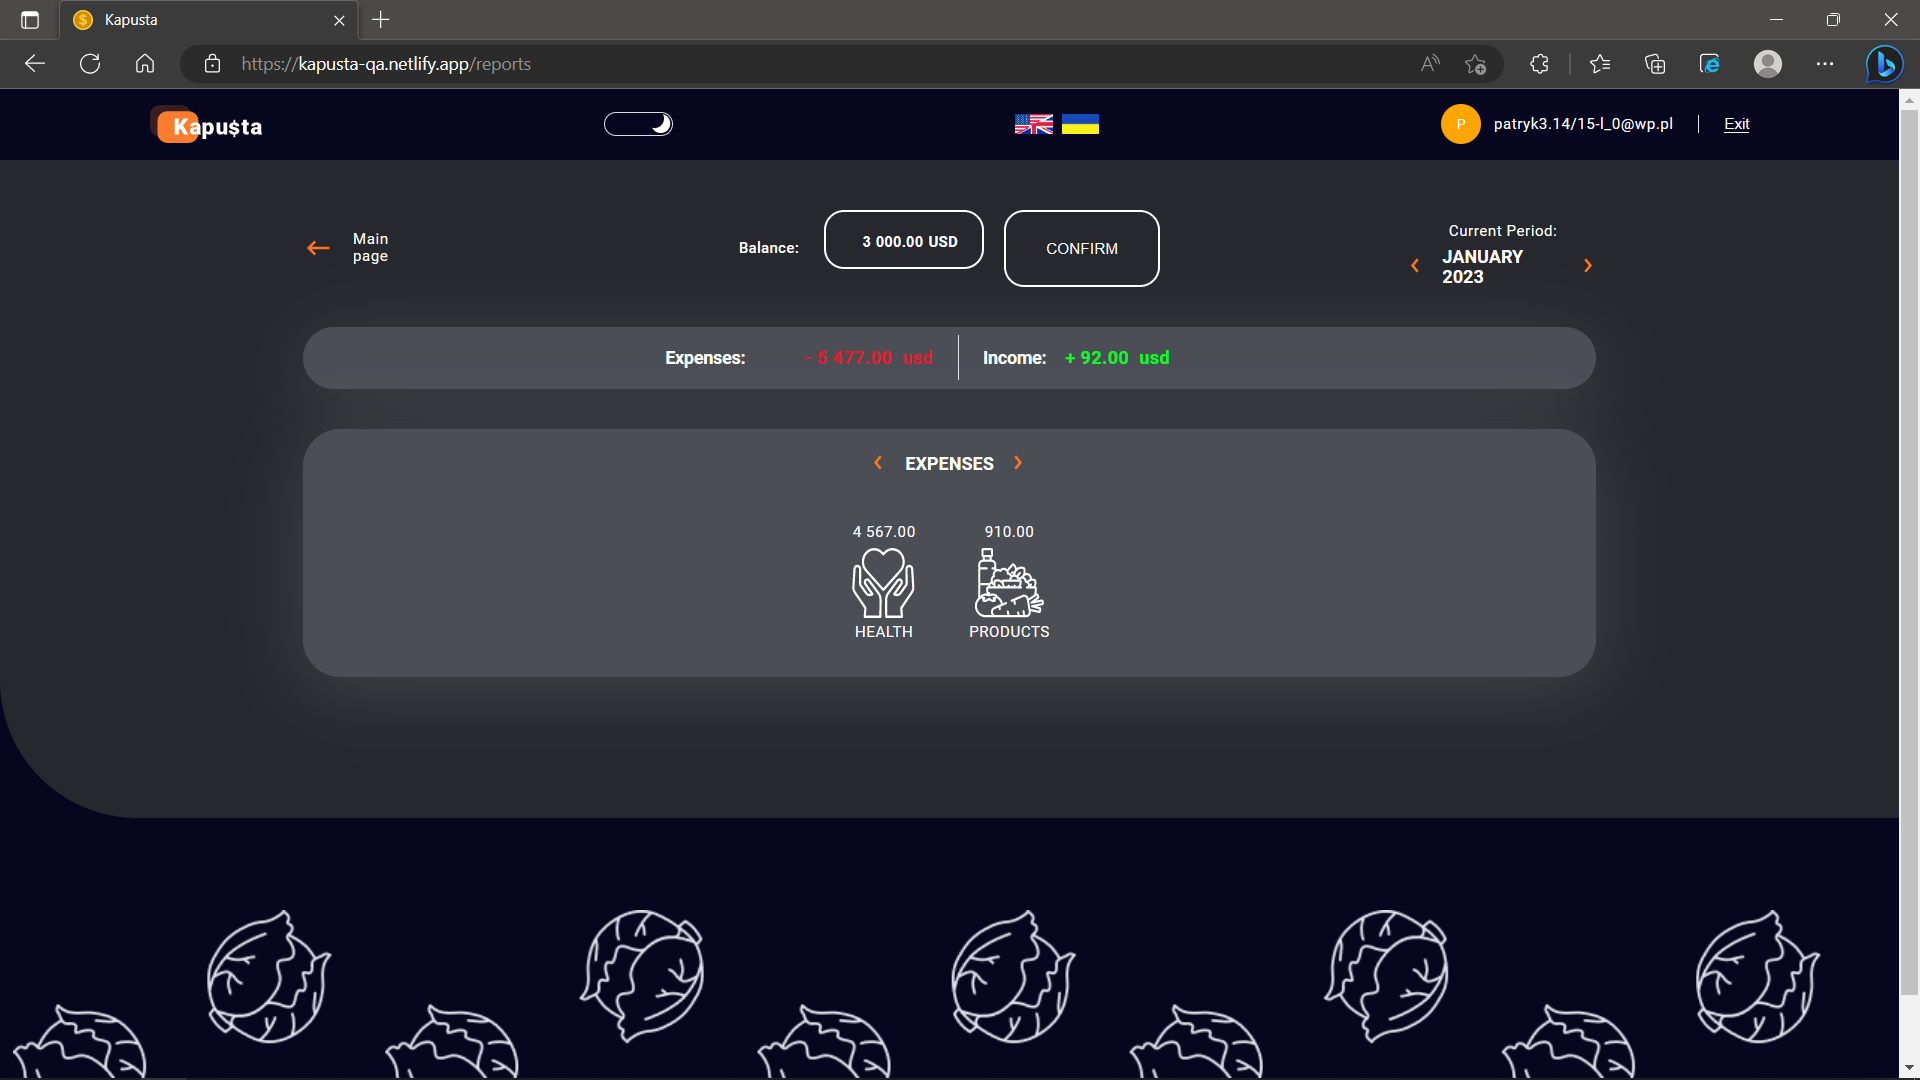 Kapusta
https://kapusta-qa.netlify.app/reports
Kapu$ta
P
patryk3.14/15-l_0@wp.pl
Exit
Main
page
Balance:
3 000.00 USD
CONFIRM
Current Period:
JANUARY
2023
Expenses:
- 5 477.00 usd
Income:
+ 92.00 usd
EXPENSES
4 567.00
910.00
HEALTH
PRODUCTS